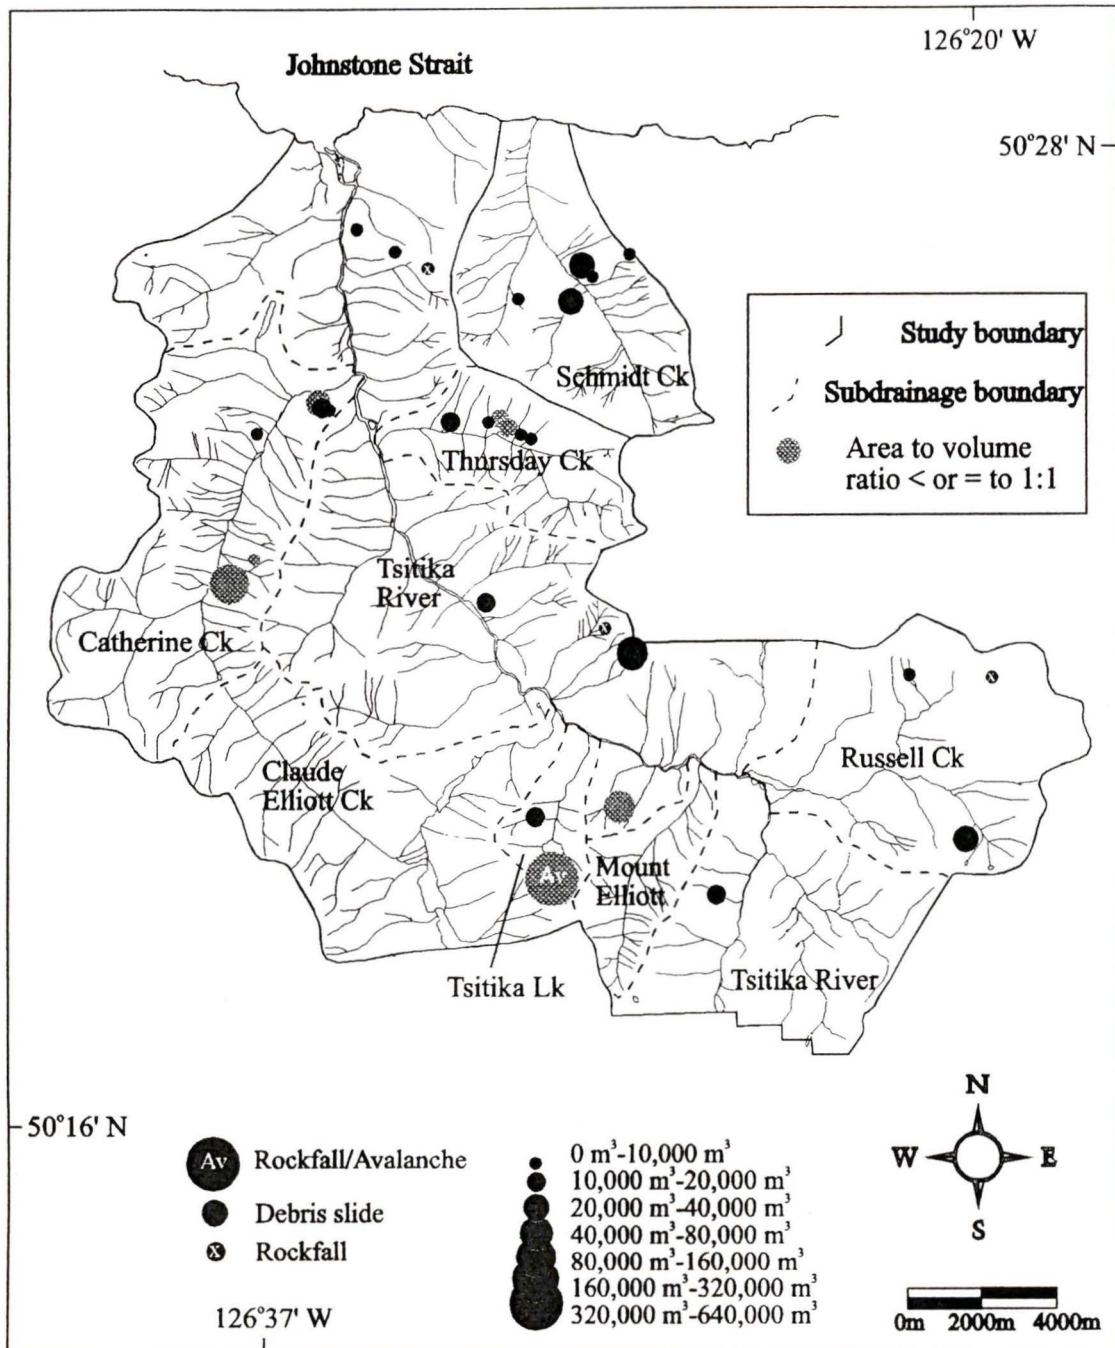 126°20' W
Johnstone Strait
50°28' N
Study boundary
Subdrainage boundary
Area to volume
ratio < or = to 1:1
Schmidt Ck
Thursday Ck
Tsitika
River
Catherine Ck
Russell Ck
Claude
Elliott Ck
Av
Mount
Elliott
Tsitika Lk
Tsitika River
50°16' N
Av Rockfall/Avalanche
Debris slide
x Rockfall
0 m³-10,000 m³
10,000 m³-20,000 m³
20,000 m³-40,000 m³
40,000 m³-80,000 m³
80,000 m³-160,000 m³
160,000 m³-320,000 m³
320,000 m³-640,000 m³
N
W E
S
0m 2000m 4000m
126°37' W